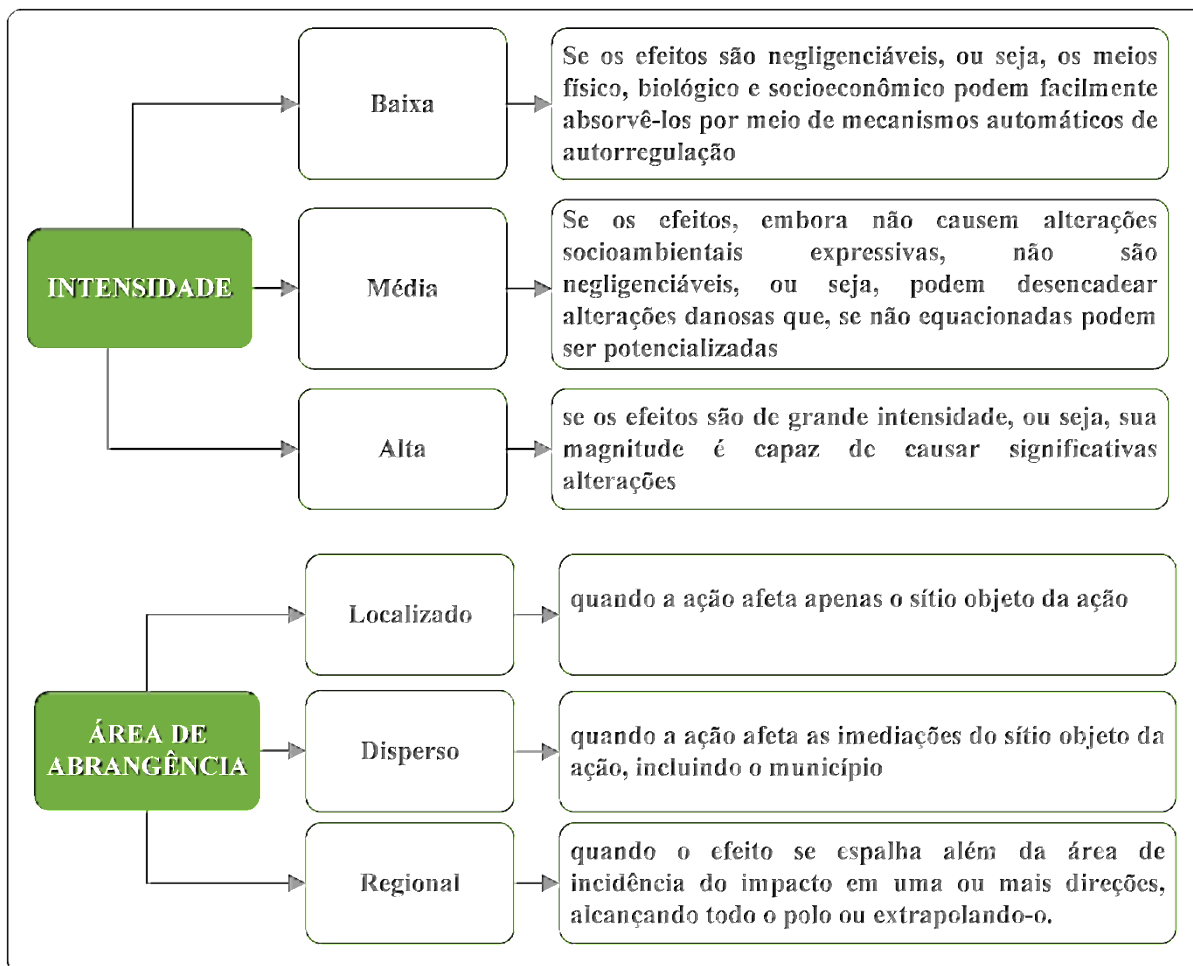 INTENSIDADE
Baixa
Se os efeitos são negligenciáveis, ou seja, os meios
físico, biológico e socioeconômico podem facilmente
absorvê-los por meio de mecanismos automáticos de
autorregulação
Média
Se os efeitos, embora não causem alterações
socioambientais expressivas, não são
negligenciáveis, ou seja, podem desencadear
alterações danosas que, se não equacionadas podem
ser potencializadas
Alta
se os efeitos são de grande intensidade, ou seja, sua
magnitude é capaz de causar significativas
alterações
ÁREA DE
ABRANGÊNCIA
Localizado
quando a ação afeta apenas o sítio objeto da ação
Disperso
quando a ação afeta as imediações do sítio objeto da
ação, incluindo o município
Regional
quando o efeito se espalha além da área de
incidência do impacto em uma ou mais direções,
alcançando todo o polo ou extrapolando-o.